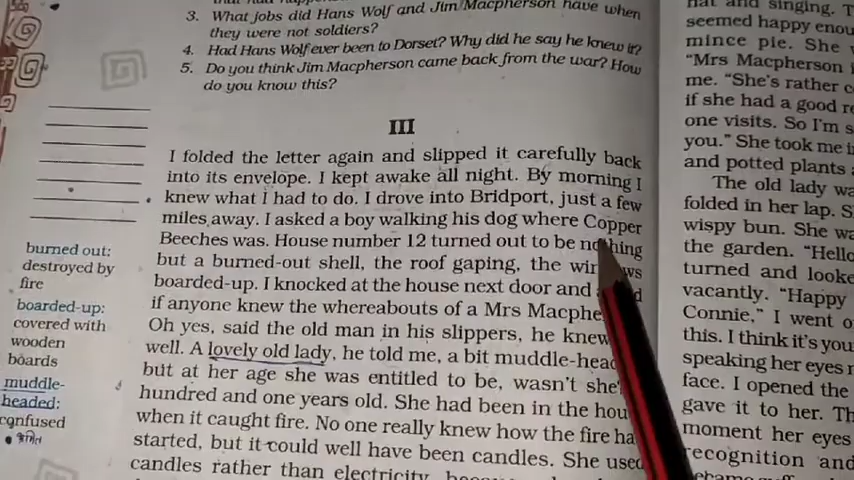 3. What jobs did Hans Wolf and Jim Macpherson have when
they were not soldiers?
4. Had Hans Wolf ever been to Dorset? Why did he say he knew it?
5. Do you think Jim Macpherson came back from the war? How
do you know this?
III
I folded the letter again and slipped it carefully back
into its envelope. I kept awake all night. By morning I
knew what I had to do. I drove into Bridport, just a few
miles away. I asked a boy walking his dog where Copper
Beeches was. House number 12 turned out to be nothing
but a burned-out shell, the roof gaping, the
boarded-up. I knocked at the house next door and
if anyone knew the whereabouts of a Mrs
Oh yes, said the old man in his slippers, he knew
well. A lovely old lady, he told me, a bit
but at her age she was entitled to be, wasn't she
hundred and one years old. She had been in the
when it caught fire. No one really knew how the fire
started, but it could well have been candles. She used
candles rather than electricity,
burned out:
destroyed by
fire
boarded-up:
covered with
wooden
boards
muddle-
headed:
confused
hat and singing.
seemed happy
mince pie. She
"Mrs Macpherson
me. "She's rather
if she had a good
one visits. So I'm
you." She took me
and potted plants
The old lady
folded in her lap.
wispy bun. She
the garden. "Hello
turned and
vacantly. "Happy
Connie," I went
this. I think it's
speaking her eyes
face. I opened the
gave it to her.
moment her eyes
recognition and